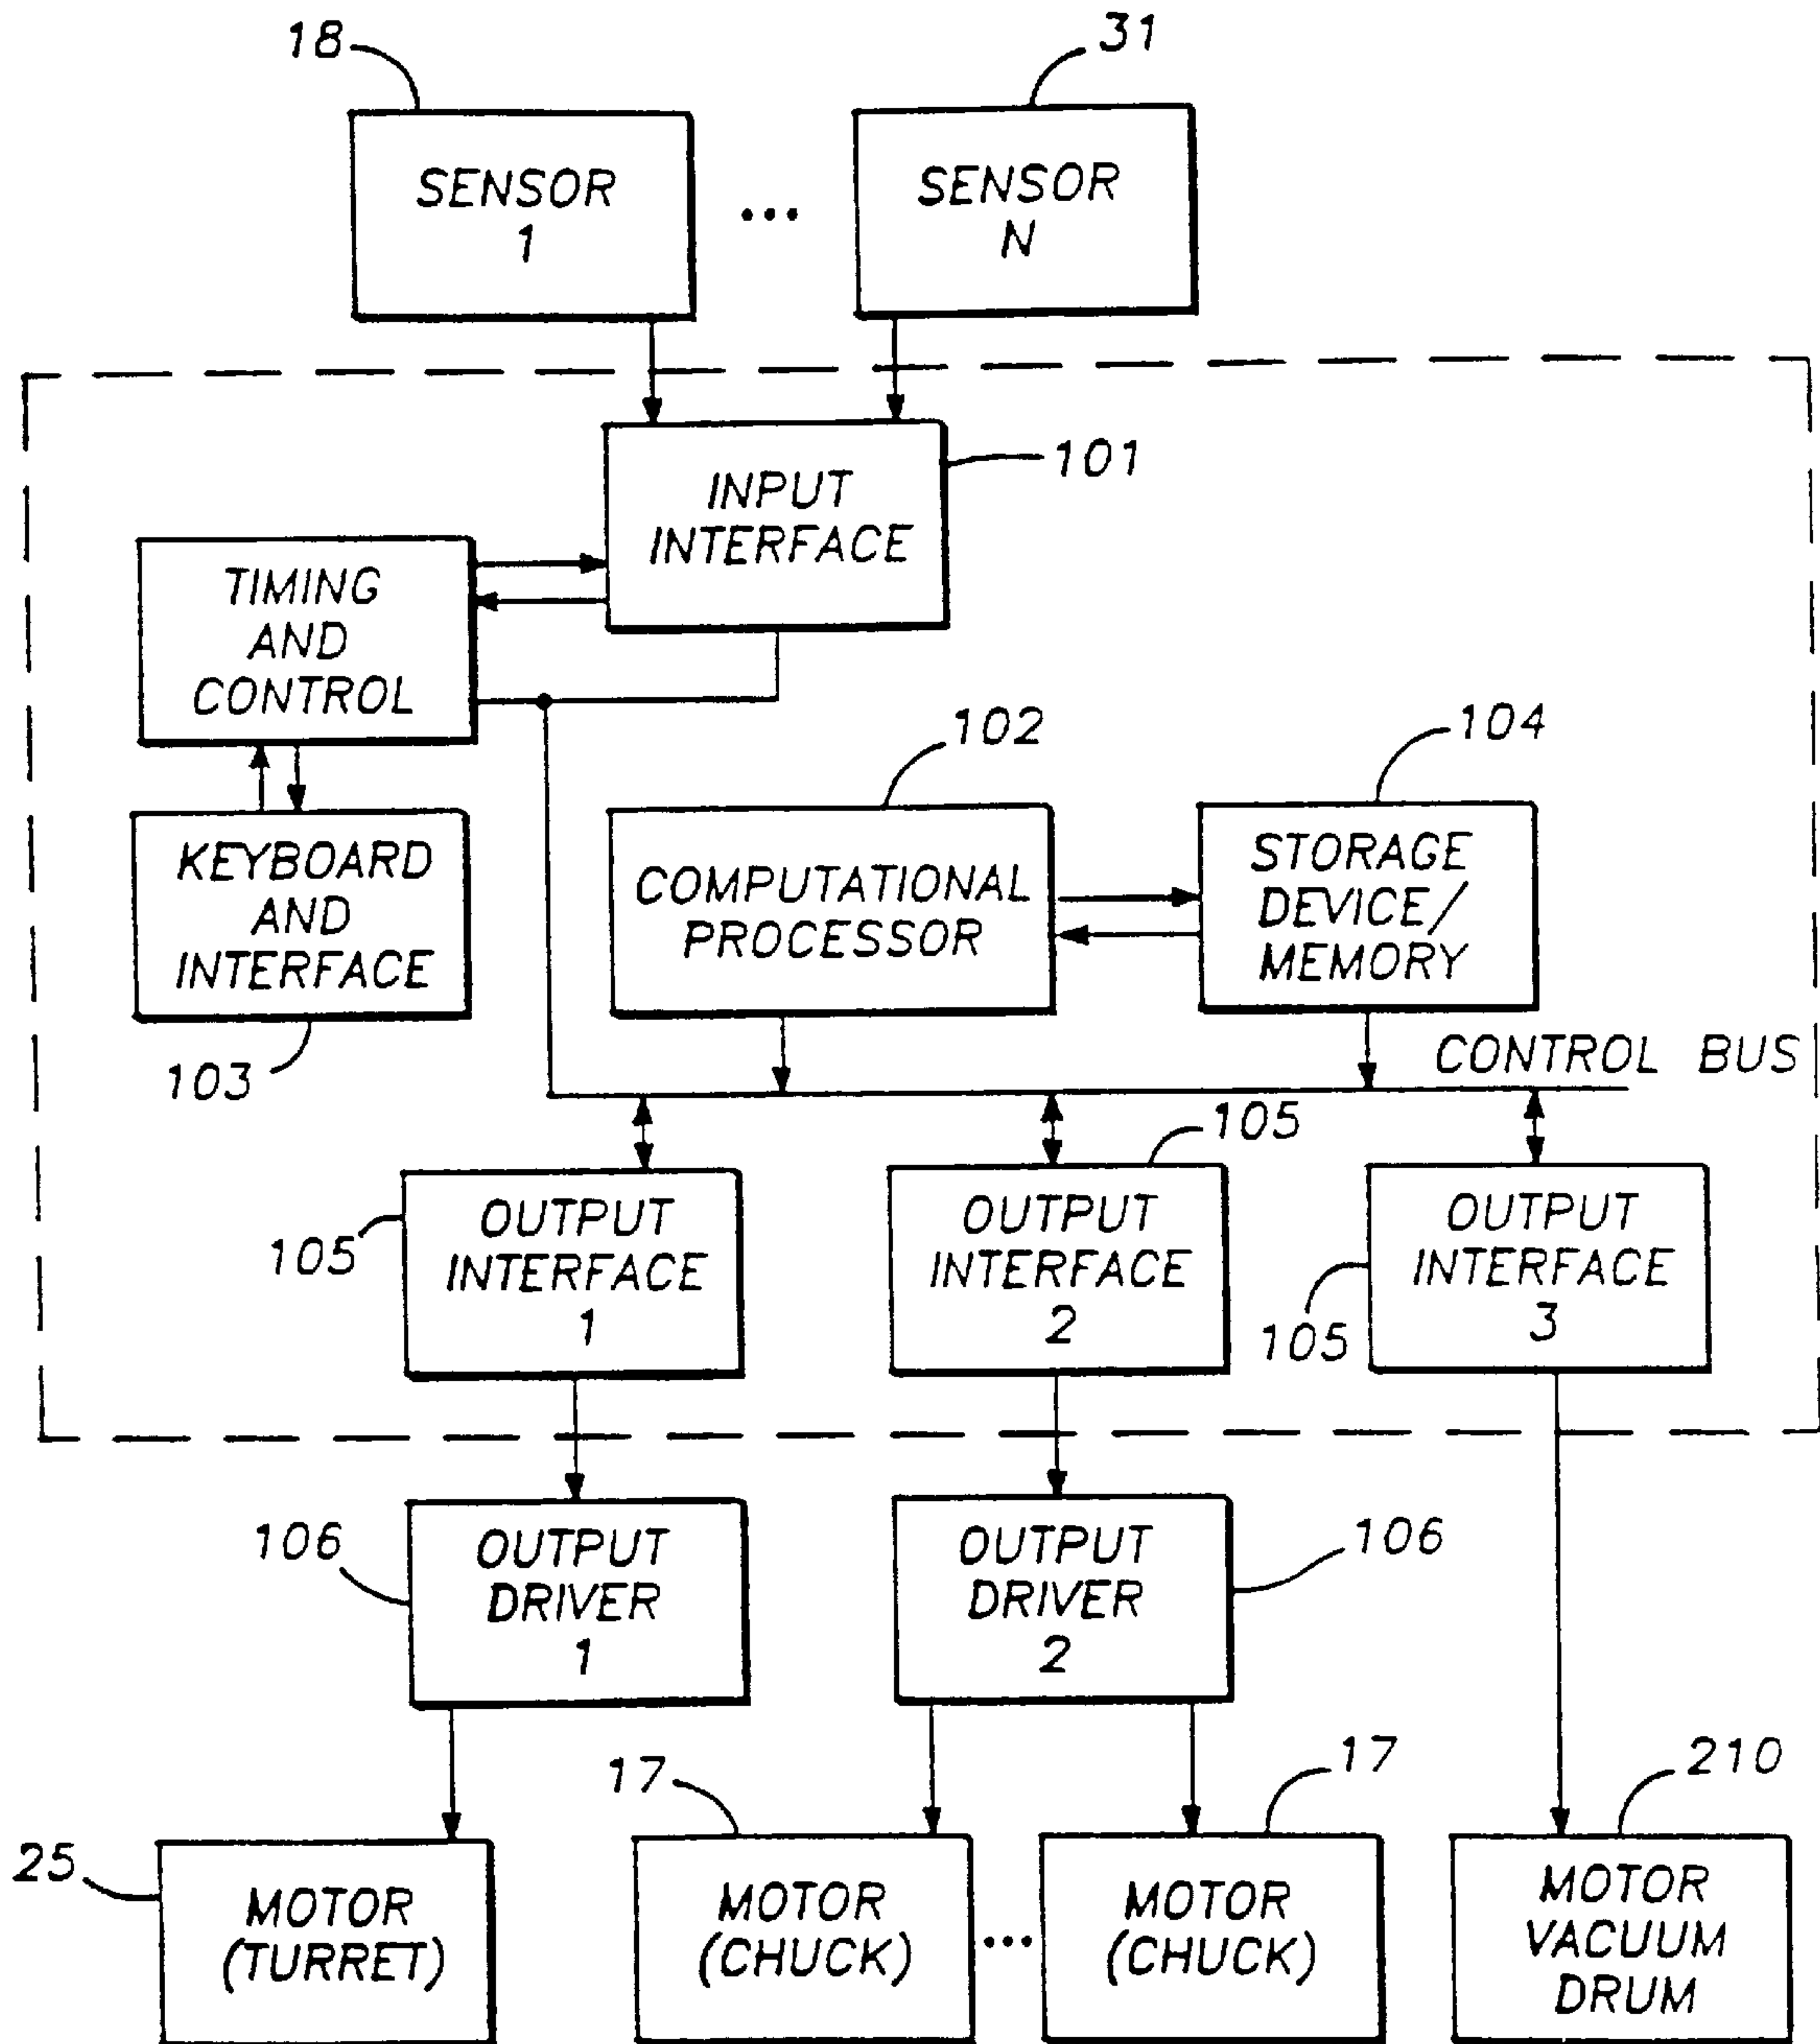 18
31
SENSOR
1
...
SENSOR
N
INPUT
INTERFACE
101
TIMING
AND
CONTROL
102
104
KEYBOARD
AND
INTERFACE
103
COMPUTATIONAL
PROCESSOR
STORAGE
DEVICE/
MEMORY
CONTROL BUS
105
OUTPUT
INTERFACE
1
105
OUTPUT
INTERFACE
2
105
OUTPUT
INTERFACE
3
106
OUTPUT
DRIVER
1
OUTPUT
DRIVER
2
106
25
MOTOR
(TURRET)
17
MOTOR
(CHUCK)
...
17
MOTOR
(CHUCK)
210
MOTOR
VACUUM
DRUM